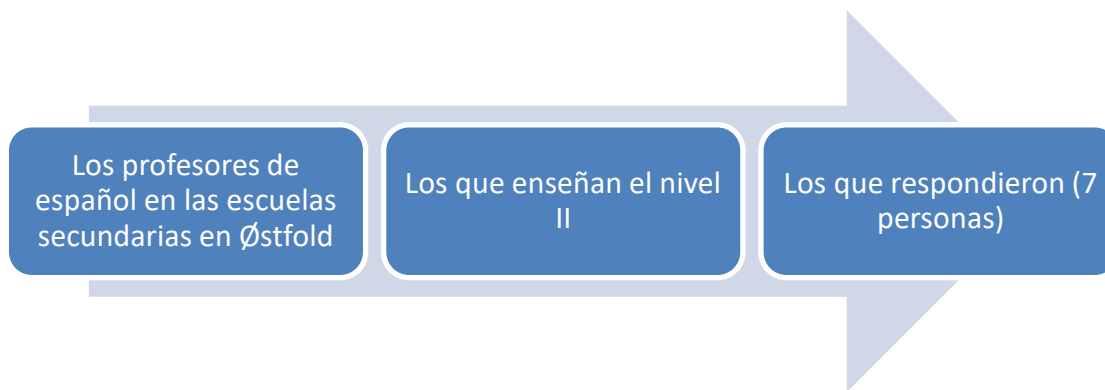 Los profesores de
español en las escuelas
secundarias en Østfold
Los que enseñan el nivel
II
Los que respondieron (7
personas)